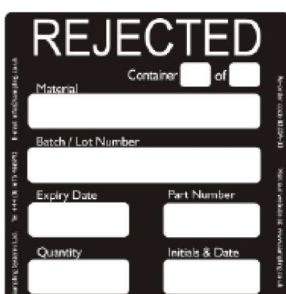 REJECTED
Container of
Material
Batch / Lot Number
Expiry Date Part Number
Quantity Initials & Date